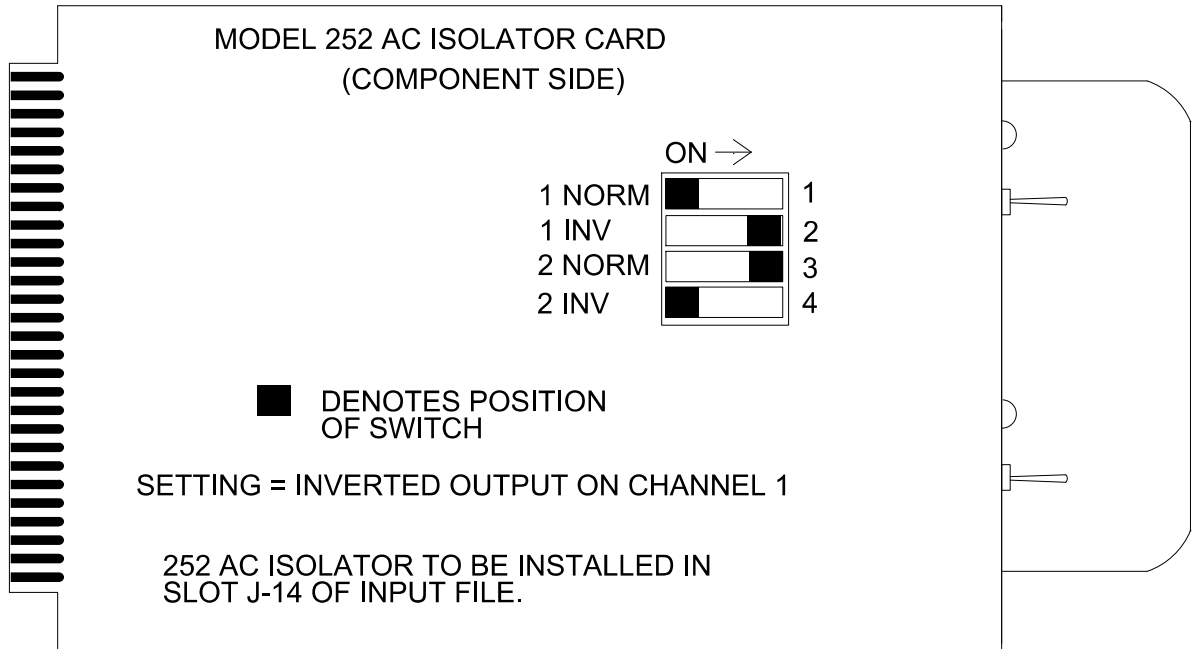 MODEL 252 AC ISOLATOR CARD
(COMPONENT SIDE)
ON
1 NORM 1
1 INV 2
2 NORM 3
2 INV 4
DENOTES POSITION
OF SWITCH
SETTING = INVERTED OUTPUT ON CHANNEL 1
252 AC ISOLATOR TO BE INSTALLED IN
SLOT J-14 OF INPUT FILE.